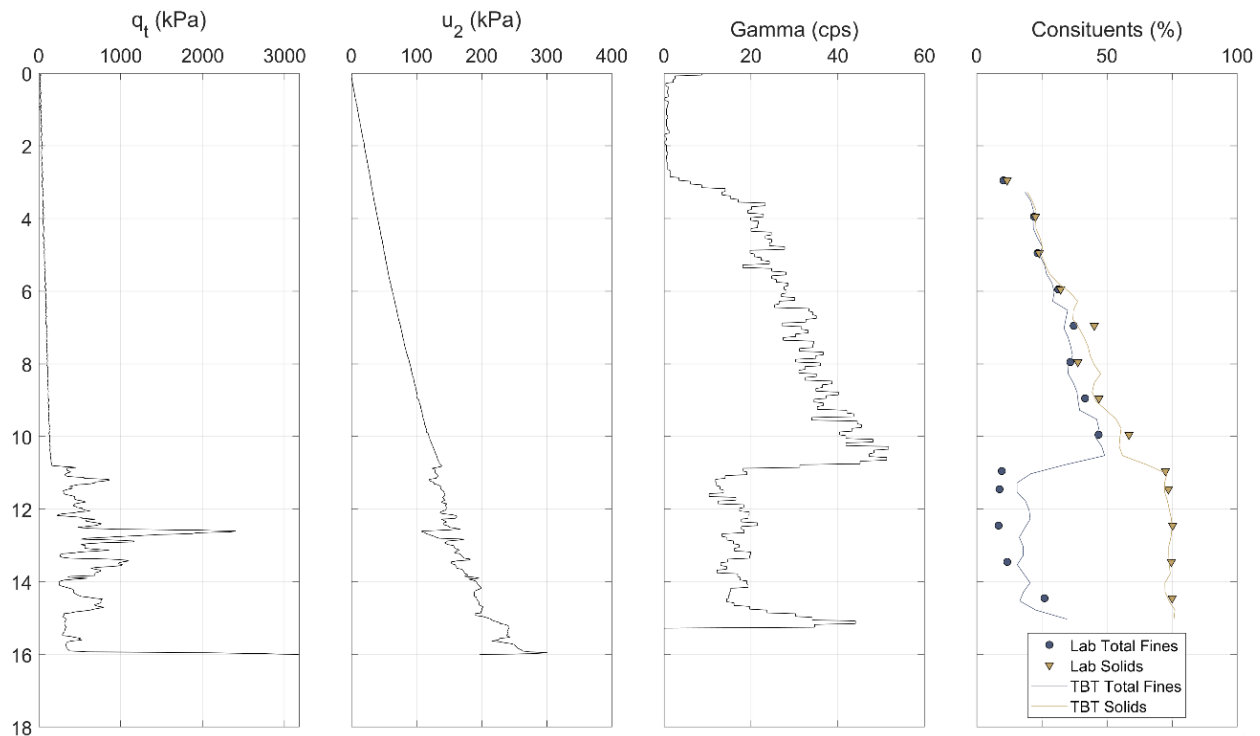 q_t (kPa)
0 1000 2000 3000
u_2 (kPa)
0 100 200 300 400
Gamma (cps)
0 20 40 60
Consituents (%)
0 50 100
0
2
4
6
8
10
12
14
16
18
Lab Total Fines
Lab Solids
TBT Total Fines
TBT Solids